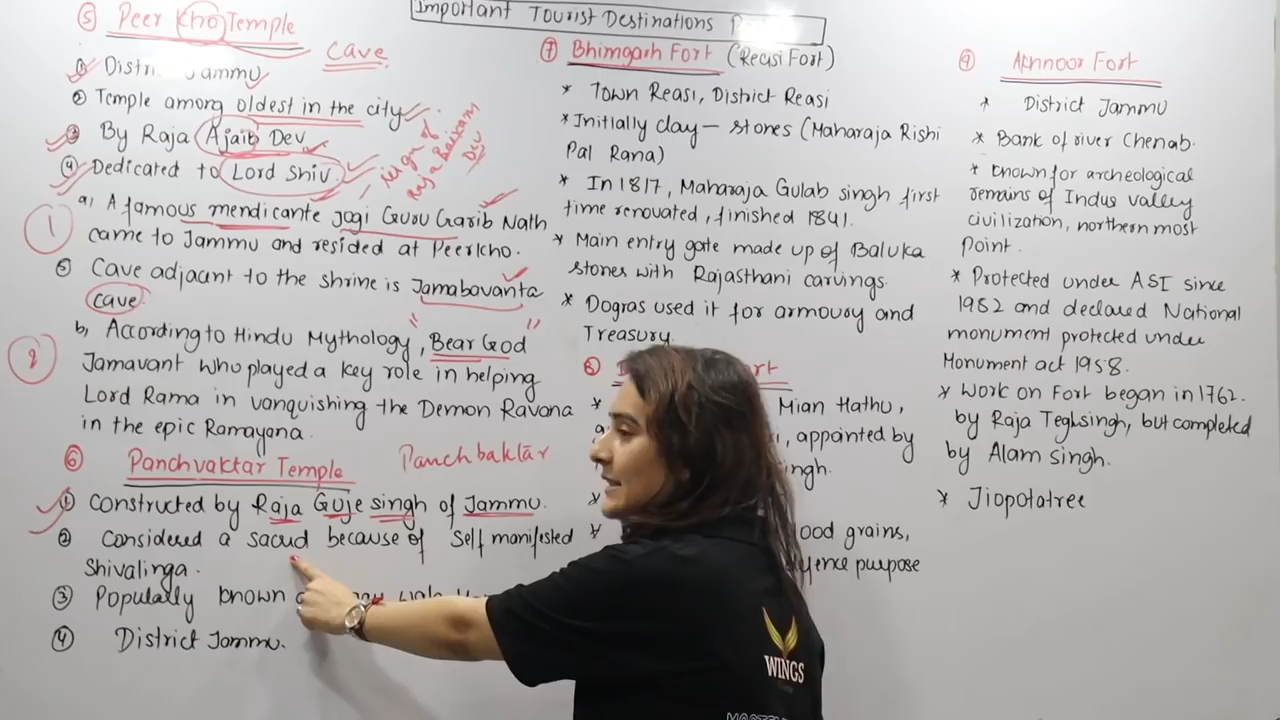 Important Tourist Destinations
⑤ Peer Kho Temple
Cave
① Distri Jammu
② Temple among oldest in the city
③ By Raja Ajaib Dev
reign of
Raja Bairam
Dev
④ Dedicated to Lord Shiv
a) A famous mendicante jogi Guru Garib Nath
came to Jammu and resided at Peerkho.
⑤ Cave adjacent to the shrine is Jamabavanta
cave
b) According to Hindu Mythology, "Bear God"
Jamavant who played a key role in helping
Lord Rama in vanquishing the Demon Ravana
in the epic Ramayana.
⑥ Panchvaktar Temple Panchbaktar
① Constructed by Raja Guje singh of Jammu.
② Considered a sacred because of Self manifested
Shivalinga.
③ Popularly known
④ District Jammu.
⑦ Bhimgarh Fort (Reasi Fort)
* Town Reasi, District Reasi
* Initially clay – stones (Maharaja Rishi
Pal Rana)
* In 1817, Maharaja Gulab singh first
time renovated, finished 1841.
* Main entry gate made up of Baluka
stones with Rajasthani carvings.
* Dogras used it for armoury and
Treasury.
⑧ rt
* Mian Hathu,
, appointed by
ngh.
*
* ood grains,
fence purpose
⑨ Akhnoor Fort
* District Jammu
* Bank of river Chenab.
* Known for archeological
remains of Indus valley
civilization, northern most
point.
* Protected under ASI since
1982 and declared National
monument protected under
Monument act 1958.
* Work on Fort began in 1762.
by Raja Teghsingh, but completed
by Alam singh.
* Jiopotatree
WINGS